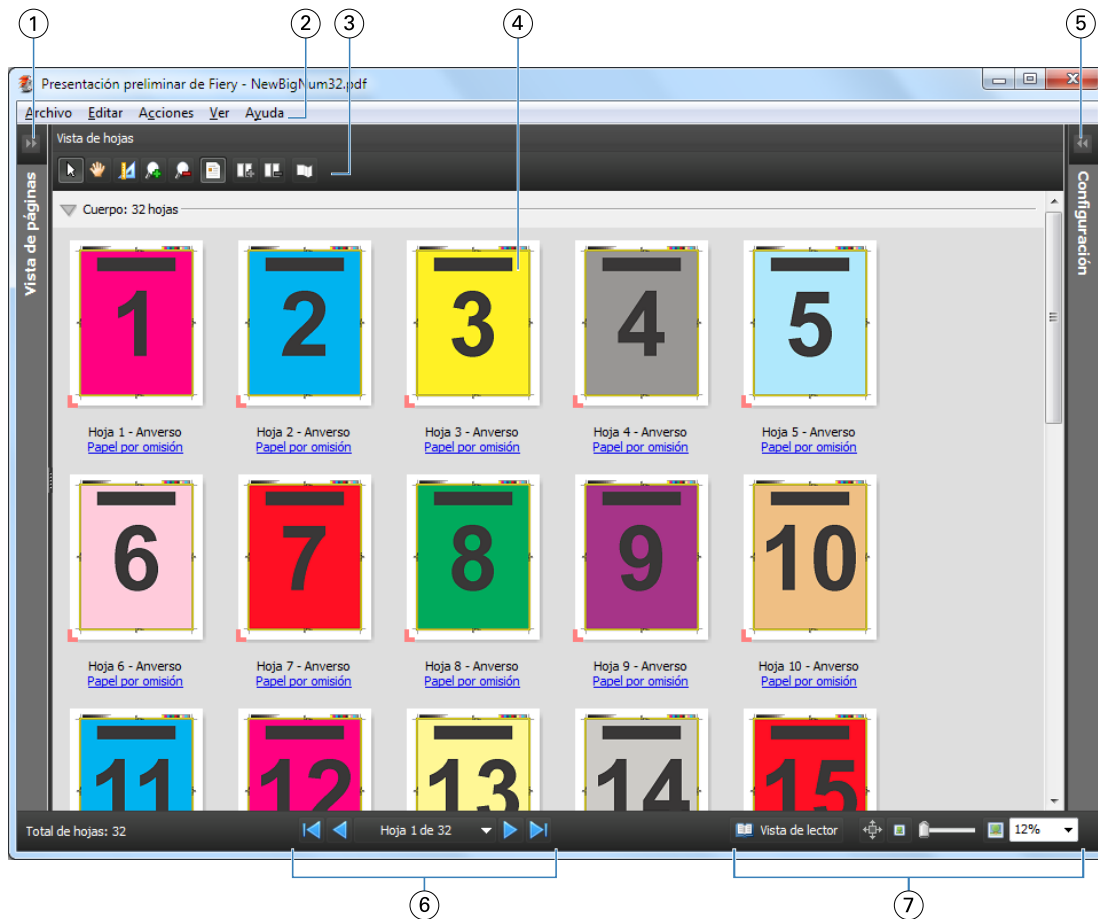 1 2 3 4 5
Presentación preliminar de Fiery - NewBigNum32.pdf
Archivo Editar Acciones Ver Ayuda
Vista de hojas
Vista de páginas
Configuración
Cuerpo: 32 hojas
1 2 3 4 5
Hoja 1 - Anverso Hoja 2 - Anverso Hoja 3 - Anverso Hoja 4 - Anverso Hoja 5 - Anverso
Papel por omisión Papel por omisión Papel por omisión Papel por omisión Papel por omisión
6 7 8 9 10
Hoja 6 - Anverso Hoja 7 - Anverso Hoja 8 - Anverso Hoja 9 - Anverso Hoja 10 - Anverso
Papel por omisión Papel por omisión Papel por omisión Papel por omisión Papel por omisión
11 12 13 14 15
Total de hojas: 32 Hoja 1 de 32 Vista de lector 12%
6 7